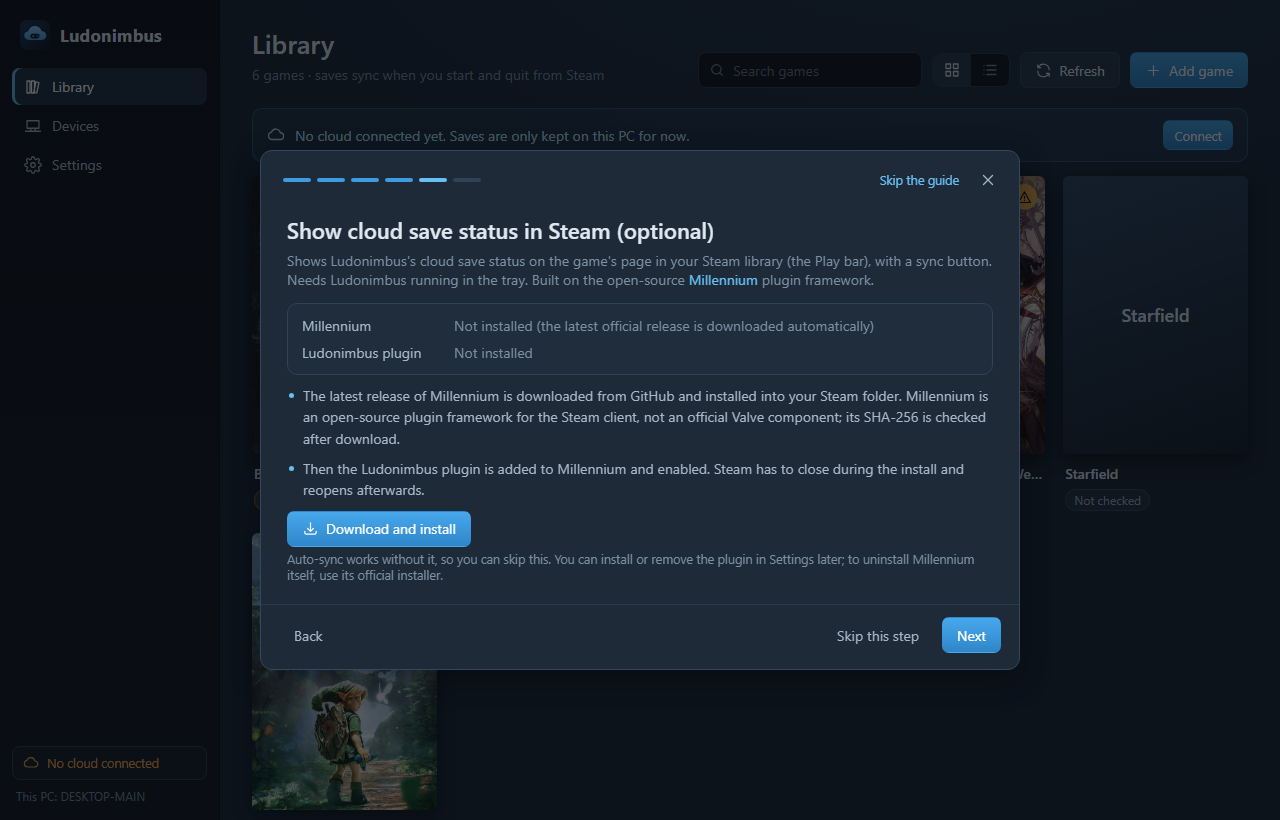 Ludonimbus
Library
Devices
Settings
No cloud connected
This PC: DESKTOP-MAIN
Library
6 games · saves sync when you start and quit from Steam
Search games
Refresh
Add game
No cloud connected yet. Saves are only kept on this PC for now.
Connect
Skip the guide
Show cloud save status in Steam (optional)
Shows Ludonimbus's cloud save status on the game's page in your Steam library (the Play bar), with a sync button.
Needs Ludonimbus running in the tray. Built on the open-source Millennium plugin framework.
Millennium Not installed (the latest official release is downloaded automatically)
Ludonimbus plugin Not installed
The latest release of Millennium is downloaded from GitHub and installed into your Steam folder. Millennium is
an open-source plugin framework for the Steam client, not an official Valve component; its SHA-256 is checked
after download.
Then the Ludonimbus plugin is added to Millennium and enabled. Steam has to close during the install and
reopens afterwards.
Download and install
Auto-sync works without it, so you can skip this. You can install or remove the plugin in Settings later; to uninstall Millennium
itself, use its official installer.
Back
Skip this step
Next
Starfield
Starfield
Not checked